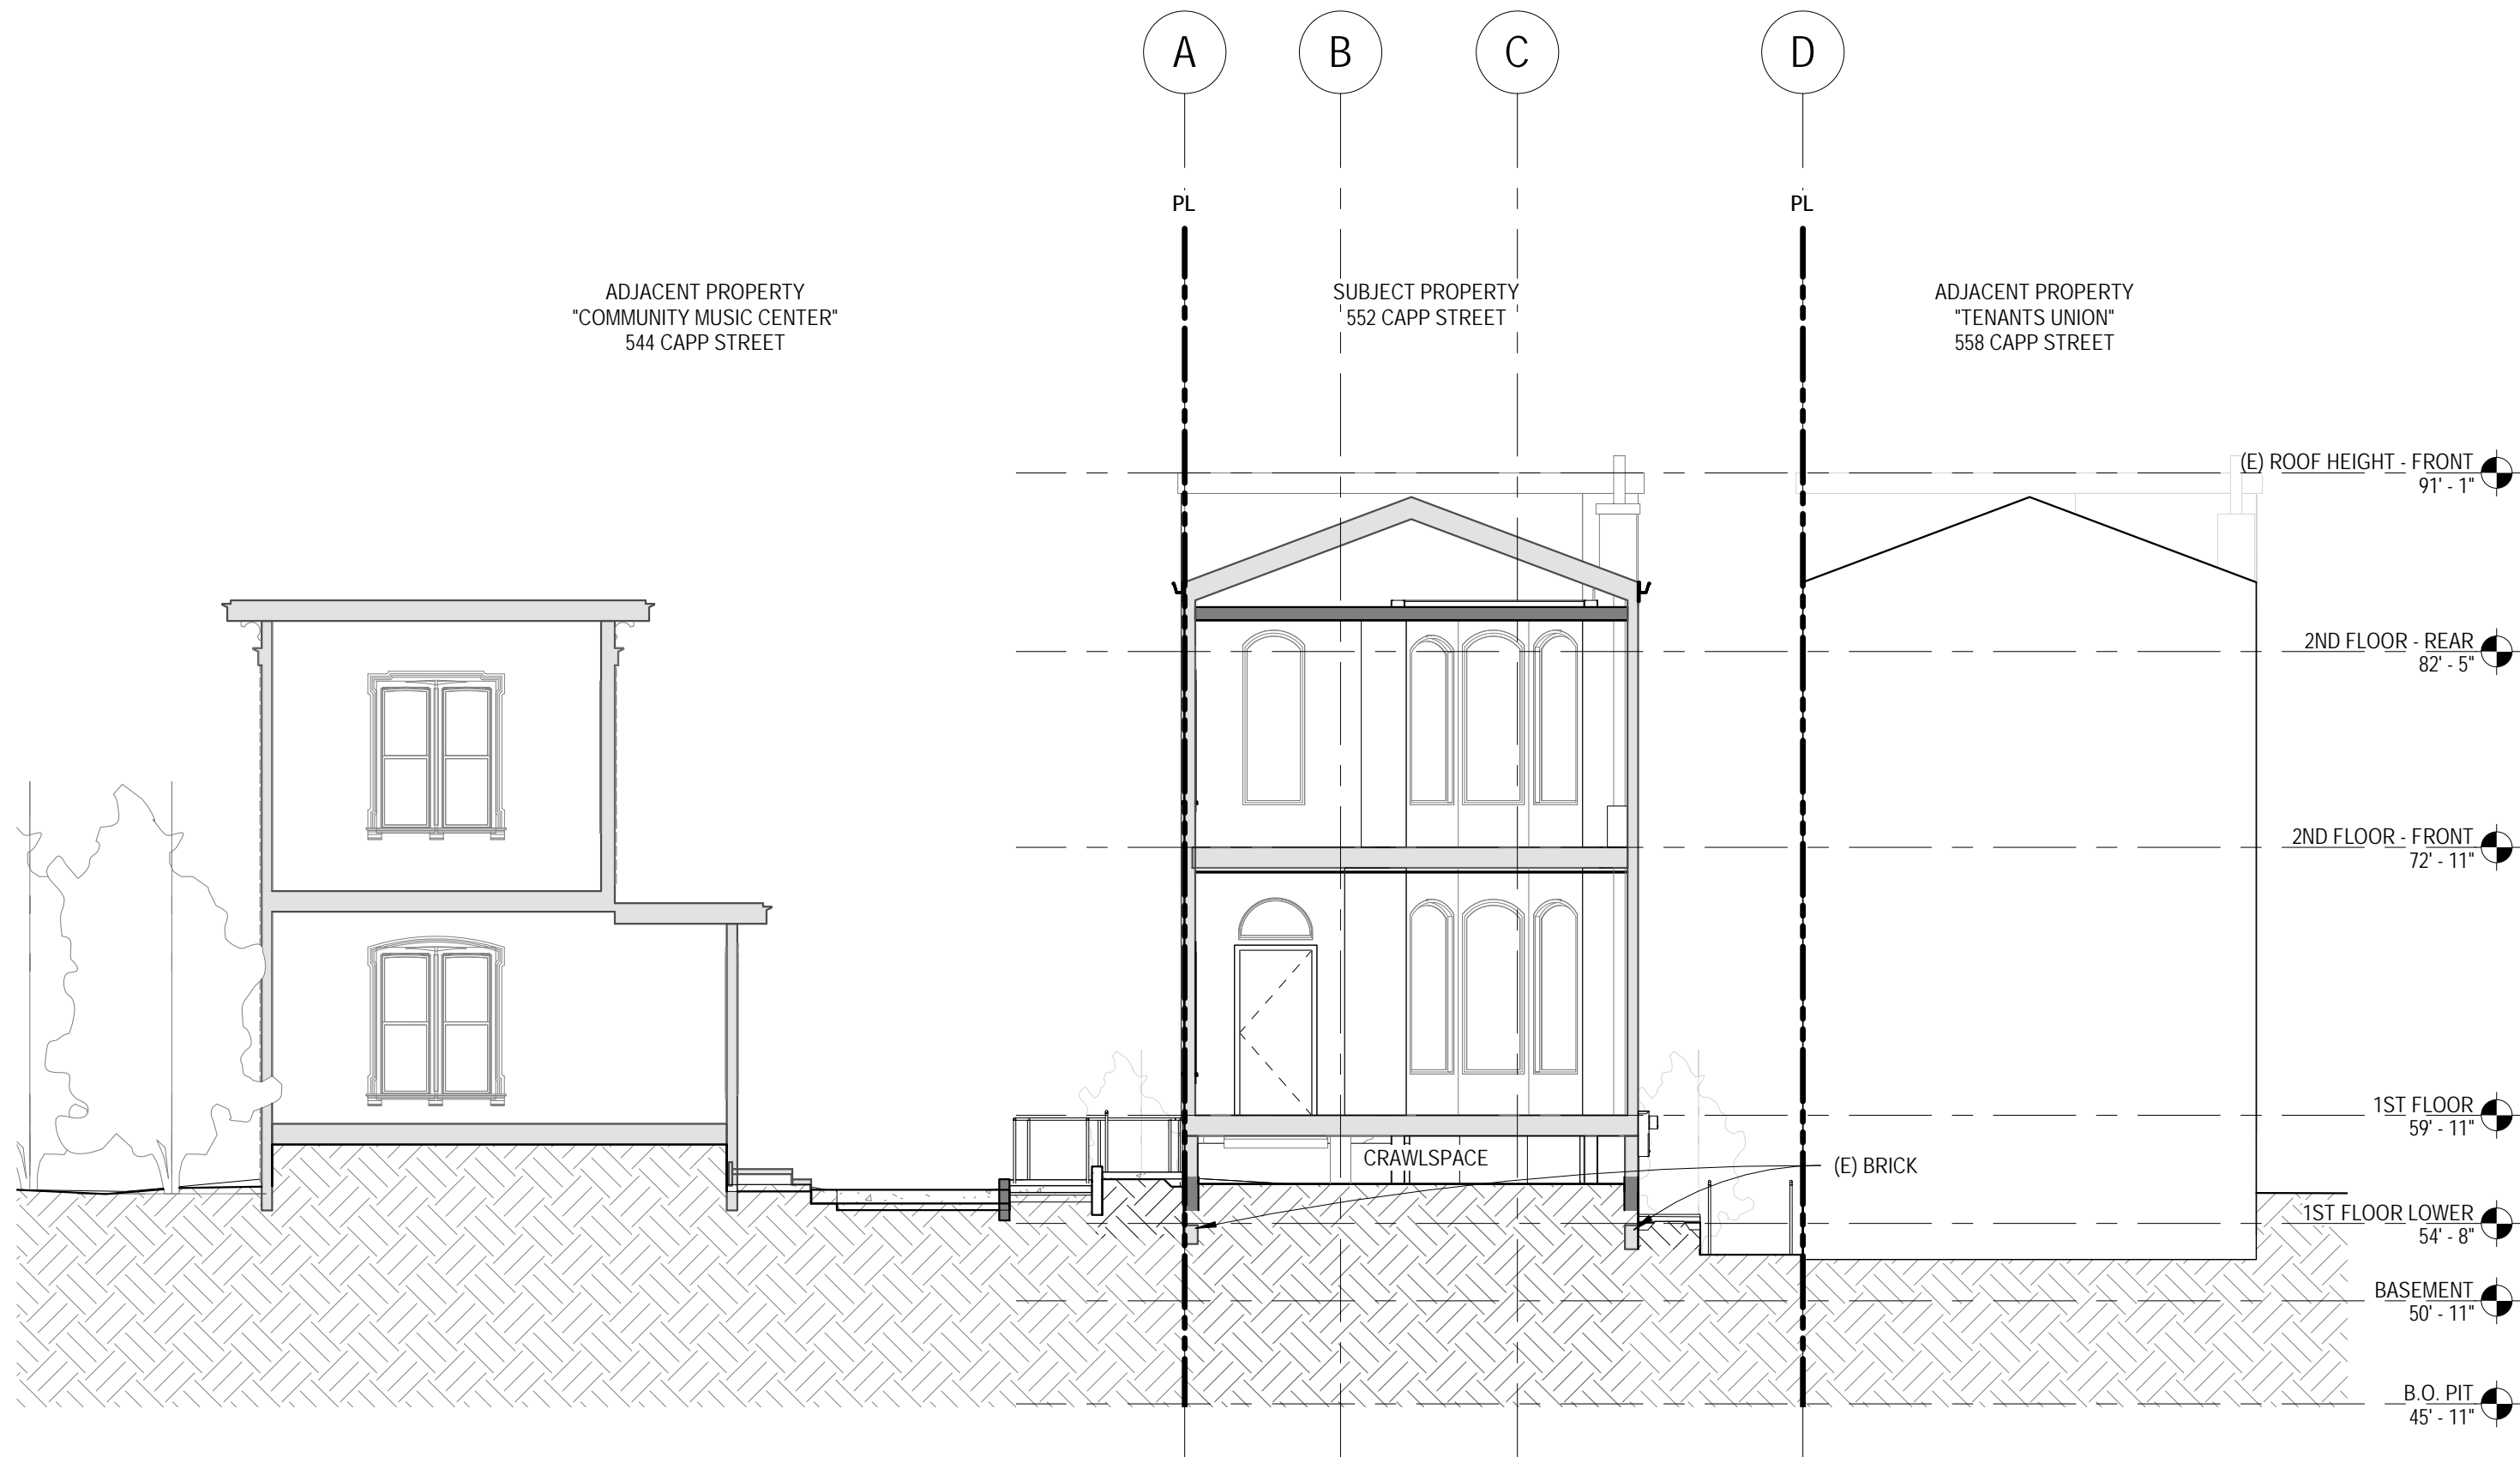 A
B
C
D
PL
PL
ADJACENT PROPERTY
"COMMUNITY MUSIC CENTER"
544 CAPP STREET
SUBJECT PROPERTY
552 CAPP STREET
ADJACENT PROPERTY
"TENANTS UNION"
558 CAPP STREET
(E) ROOF HEIGHT - FRONT
91' - 1"
2ND FLOOR - REAR
82' - 5"
2ND FLOOR - FRONT
72' - 11"
1ST FLOOR
59' - 11"
CRAWLSPACE
(E) BRICK
1ST FLOOR LOWER
54' - 8"
BASEMENT
50' - 11"
B.O. PIT
45' - 11"